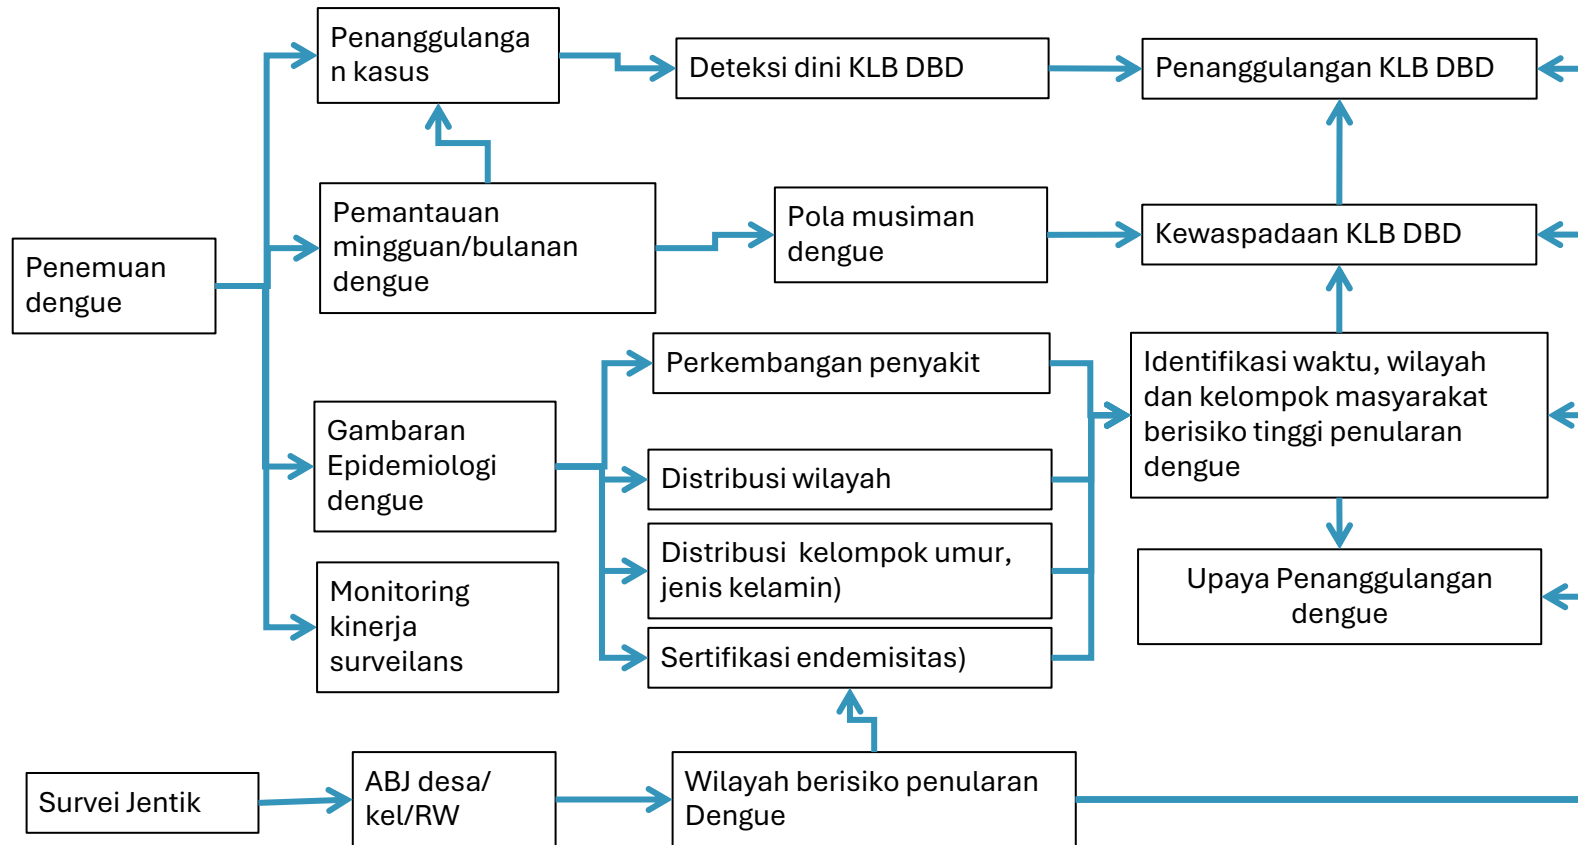 Penanggulanga
n kasus
Deteksi dini KLB DBD
Penanggulangan KLB DBD
Penemuan
dengue
Pemantauan
mingguan/bulanan
dengue
Pola musiman
dengue
Kewaspadaan KLB DBD
Gambaran
Epidemiologi
dengue
Perkembangan penyakit
Identifikasi waktu, wilayah
dan kelompok masyarakat
berisiko tinggi penularan
dengue
Distribusi wilayah
Distribusi  kelompok umur,
jenis kelamin)
Upaya Penanggulangan
dengue
Monitoring
kinerja
surveilans
Sertifikasi endemisitas)
Survei Jentik
ABJ desa/
kel/RW
Wilayah berisiko penularan
Dengue